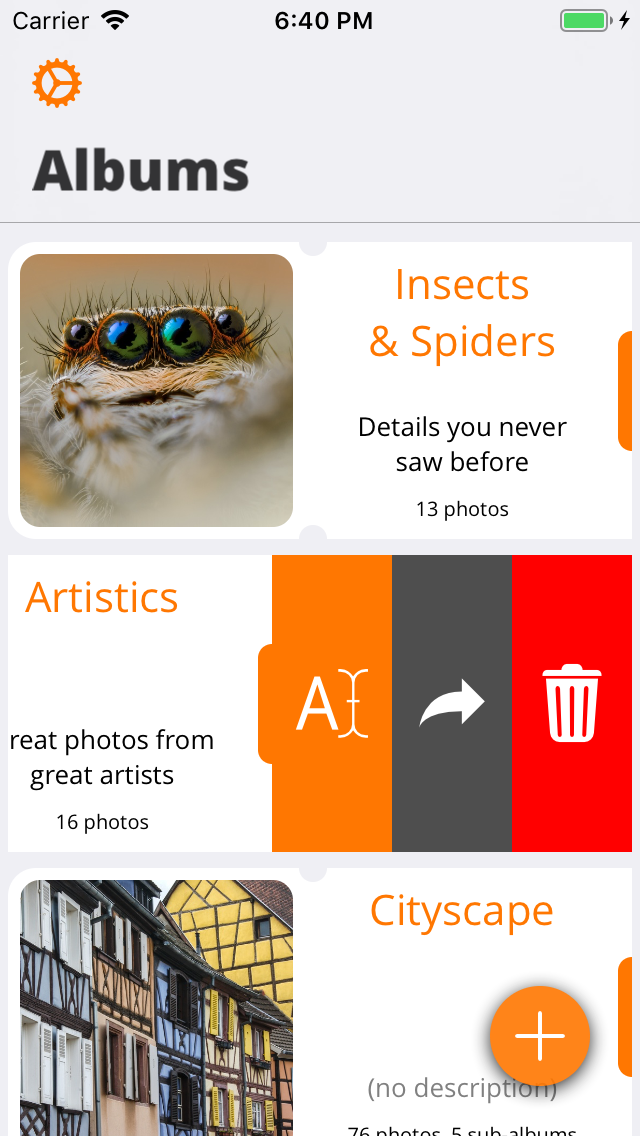 Carrier 6:40 PM
Albums
Insects
& Spiders
Details you never
saw before
13 photos
Artistics
reat photos from
great artists
16 photos
A
Cityscape
(no description)
76 photos, 5 sub-albums